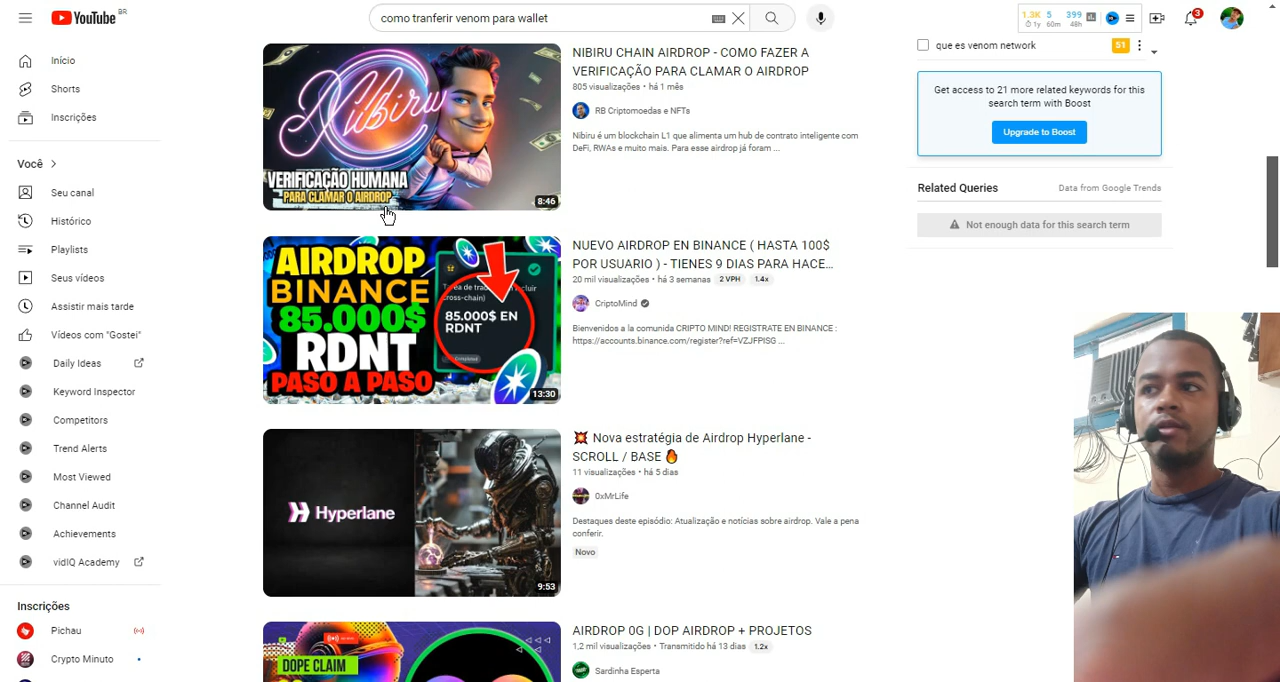 YouTube BR
como tranferir venom para wallet
1.3K 5 399
1y 60m 48h
3
Início
Shorts
Inscrições
Você
Seu canal
Histórico
Playlists
Seus vídeos
Assistir mais tarde
Vídeos com "Gostei"
Daily Ideas
Keyword Inspector
Competitors
Trend Alerts
Most Viewed
Channel Audit
Achievements
vidIQ Academy
Inscrições
Pichau
Crypto Minuto
Nibiru
VERIFICAÇÃO HUMANA
PARA CLAMAR O AIRDROP
8:46
NIBIRU CHAIN AIRDROP - COMO FAZER A
VERIFICAÇÃO PARA CLAMAR O AIRDROP
805 visualizações • há 1 mês
RB Criptomoedas e NFTs
Nibiru é um blockchain L1 que alimenta um hub de contrato inteligente com
DeFi, RWAs e muito mais. Para esse airdrop já foram ...
AIRDROP
BINANCE
85.000$
RDNT
PASO A PASO
cross-chain)
85.000$ EN
RDNT
13:30
NUEVO AIRDROP EN BINANCE ( HASTA 100$
POR USUARIO ) - TIENES 9 DIAS PARA HACE...
20 mil visualizações • há 3 semanas 2 VPH 1.4x
CriptoMind
Bienvenidos a la comunida CRIPTO MIND! REGISTRATE EN BINANCE :
https://accounts.binance.com/register?ref=VZJFPISG ...
Hyperlane
9:53
Nova estratégia de Airdrop Hyperlane -
SCROLL / BASE
11 visualizações • há 5 dias
0xMrLife
Destaques deste episódio: Atualização e notícias sobre airdrop. Vale a pena
conferir.
Novo
DOPE CLAIM
AIRDROP 0G | DOP AIRDROP + PROJETOS
1,2 mil visualizações • Transmitido há 13 dias 1.2x
Sardinha Esperta
que es venom network 51
Get access to 21 more related keywords for this
search term with Boost
Upgrade to Boost
Related Queries Data from Google Trends
Not enough data for this search term